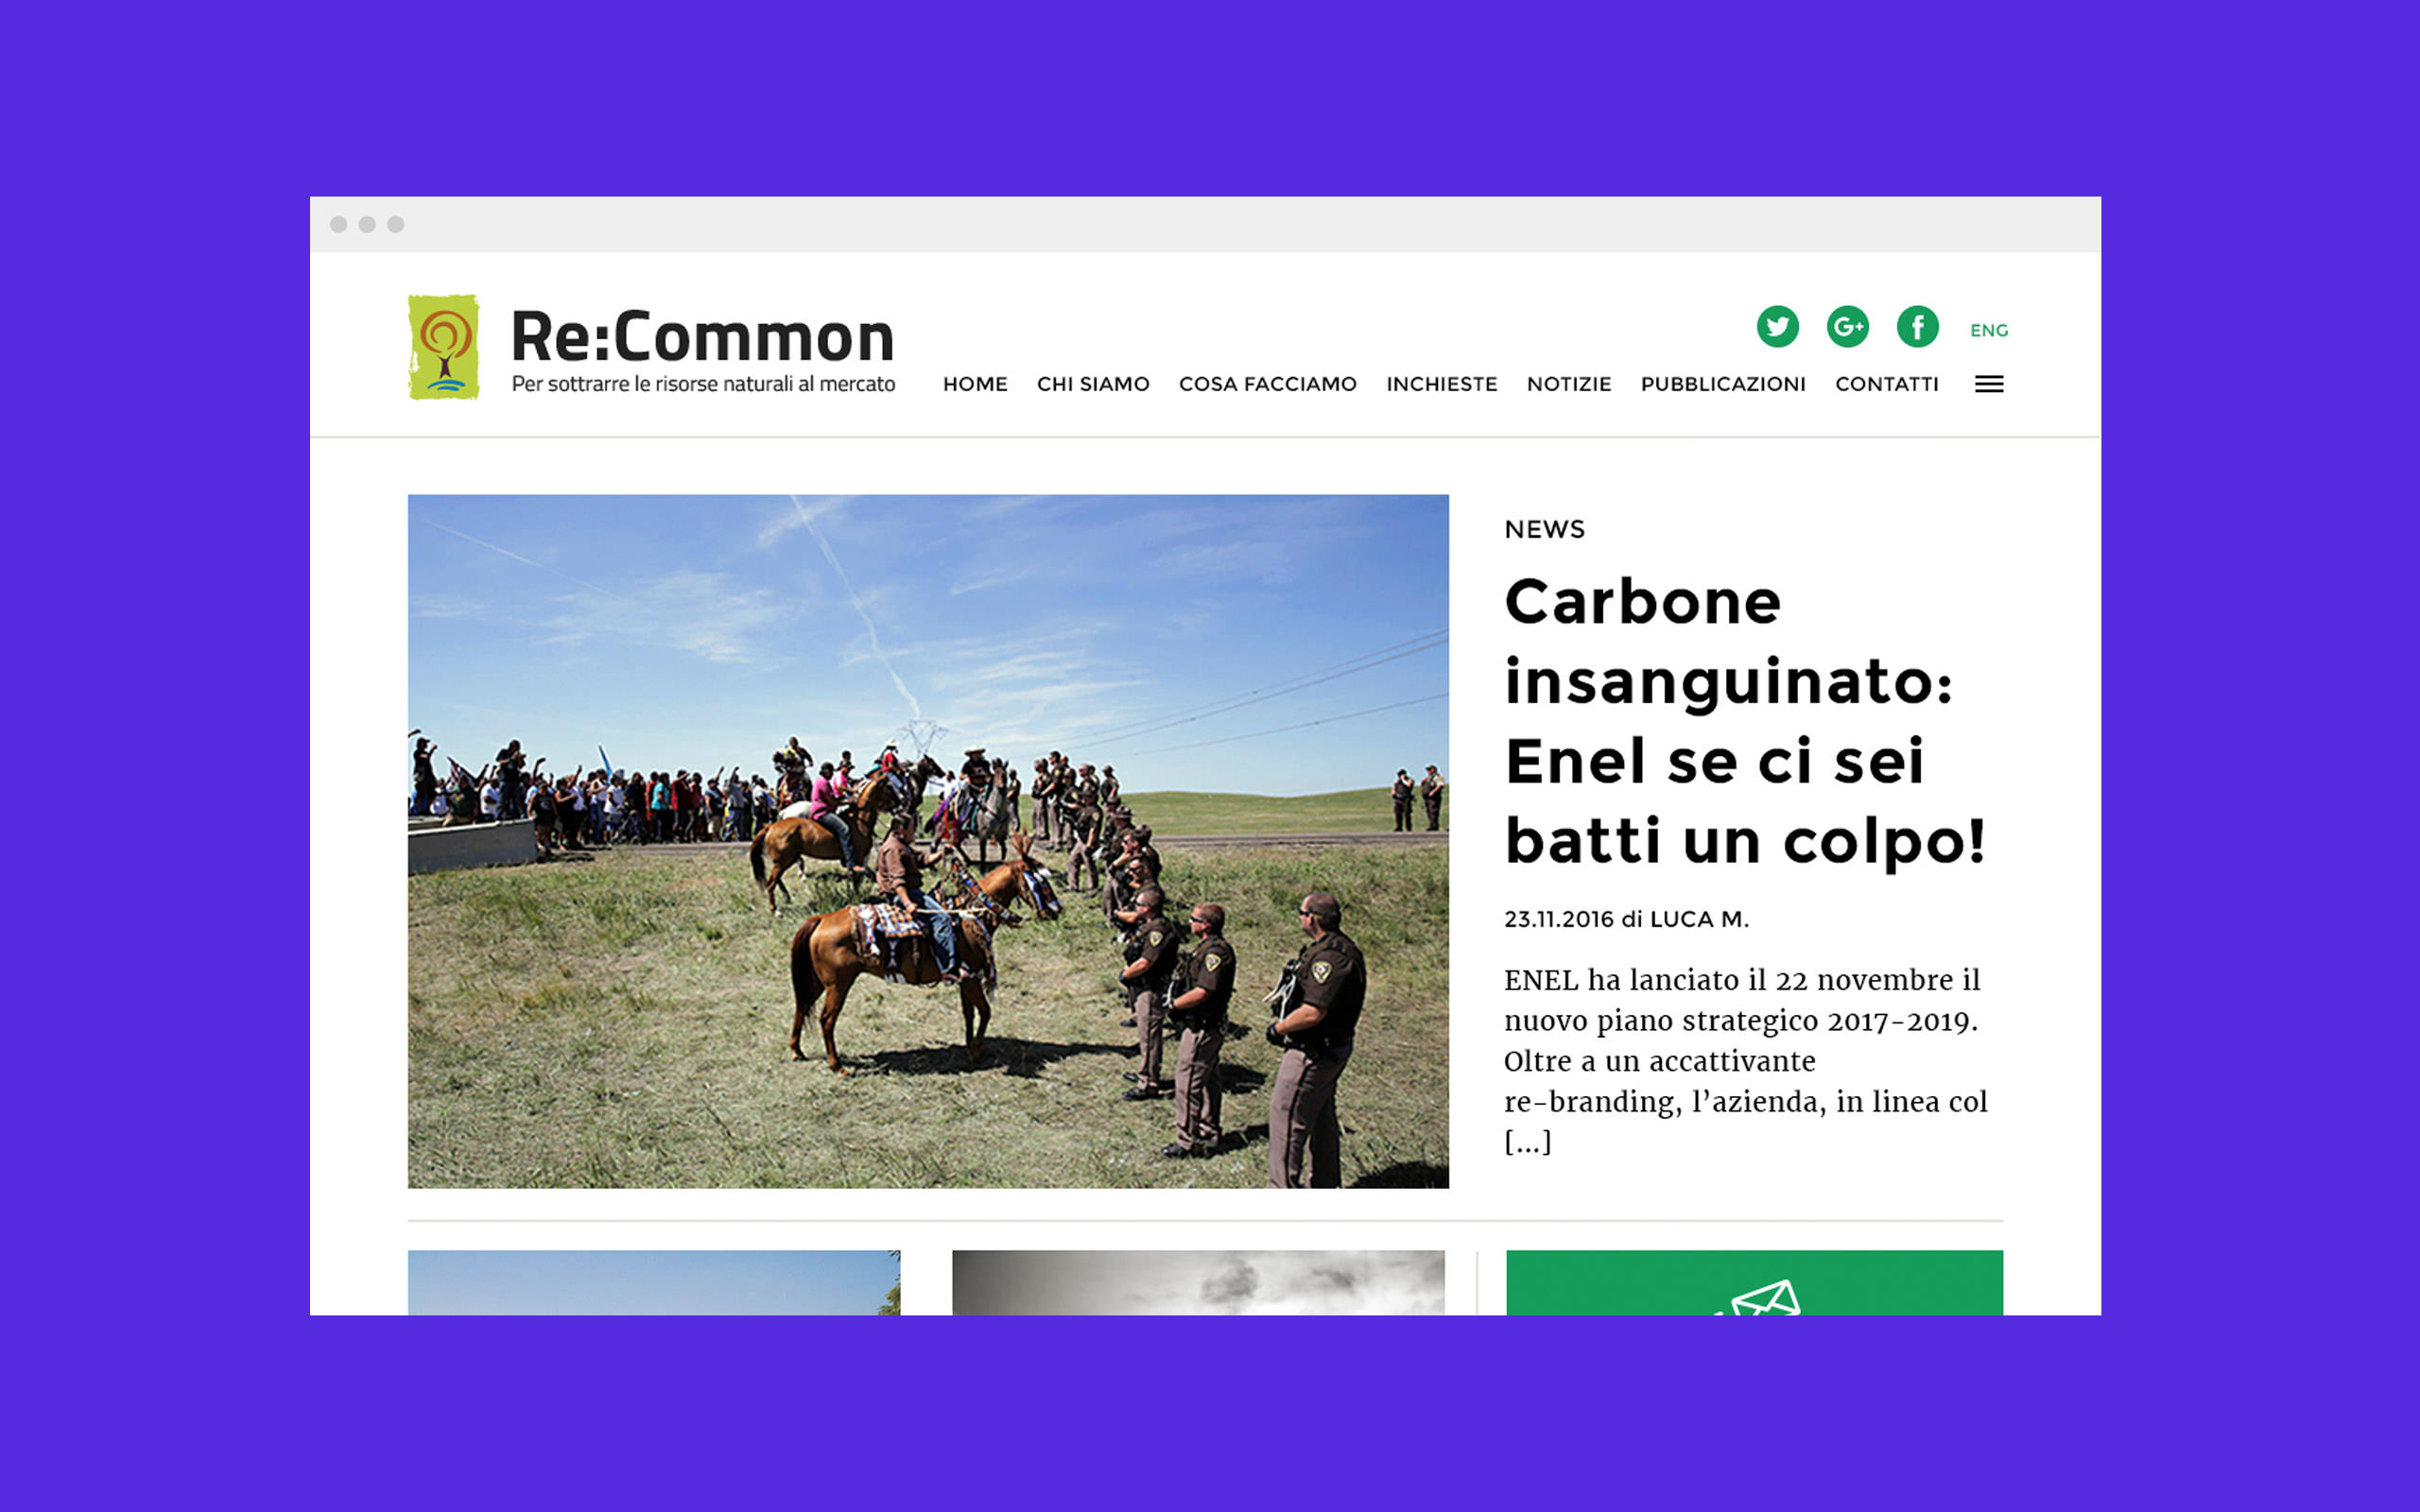 Re:Common
Per sottrarre le risorse naturali al mercato
G+
f
ENG
HOME CHI SIAMO COSA FACCIAMO INCHIESTE NOTIZIE PUBBLICAZIONI CONTATTI
NEWS
Carbone
insanguinato:
Enel se ci sei
batti un colpo!
23.11.2016 di LUCA M.
ENEL ha lanciato il 22 novembre il
nuovo piano strategico 2017-2019.
Oltre a un accattivante
re-branding, l’azienda, in linea col
[...]